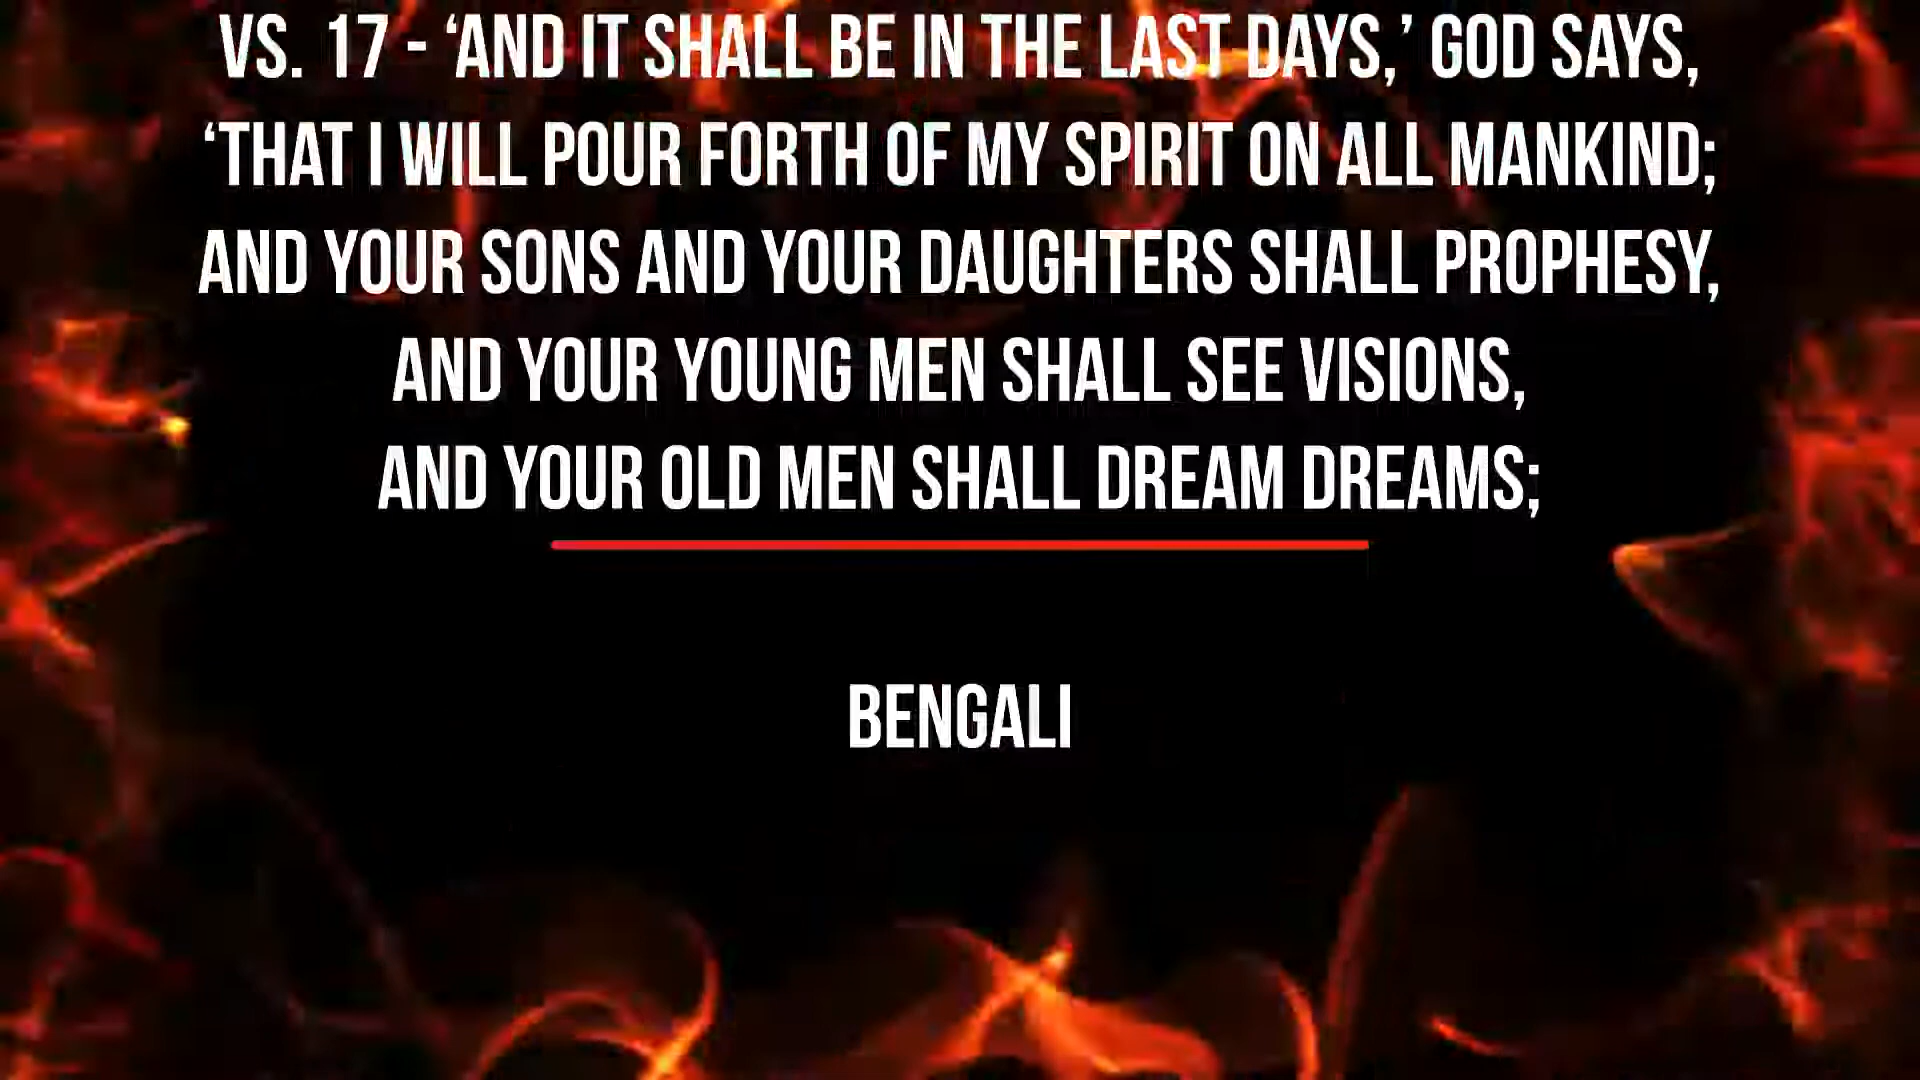 VS. 17 - ‘AND IT SHALL BE IN THE LAST DAYS,’ GOD SAYS,
‘THAT I WILL POUR FORTH OF MY SPIRIT ON ALL MANKIND;
AND YOUR SONS AND YOUR DAUGHTERS SHALL PROPHESY,
AND YOUR YOUNG MEN SHALL SEE VISIONS,
AND YOUR OLD MEN SHALL DREAM DREAMS;
BENGALI